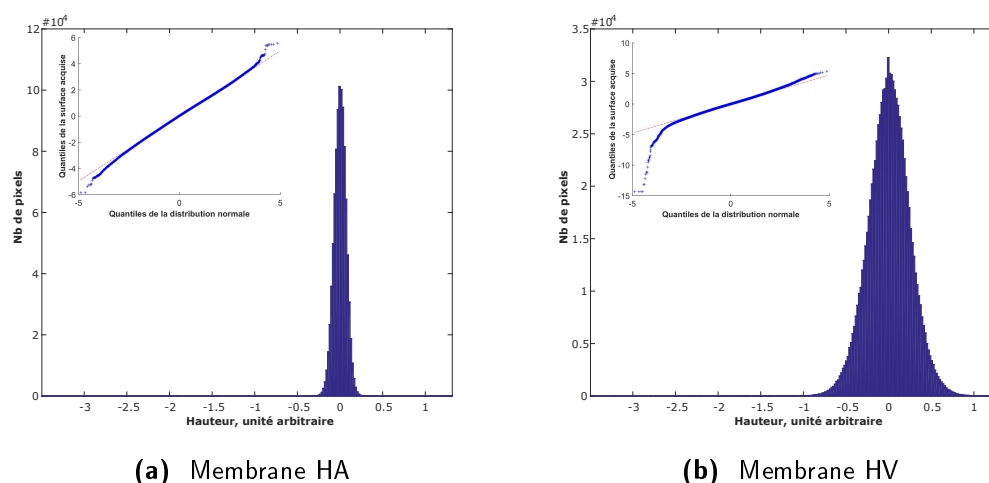 #10⁴
12
10
8
6
4
2
0
Nb de pixels
-3 -2.5 -2 -1.5 -1 -0.5 0 0.5 1
Hauteur, unité arbitraire
6
4
2
0
-2
-4
-6
Quantiles de la surface acquise
-5 0 5
Quantiles de la distribution normale
(a) Membrane HA
#10⁴
3.5
3
2.5
2
1.5
1
0.5
0
Nb de pixels
-3 -2.5 -2 -1.5 -1 -0.5 0 0.5 1
Hauteur, unité arbitraire
10
5
0
-5
-10
-15
Quantiles de la surface acquise
-5 0 5
Quantiles de la distribution normale
(b) Membrane HV